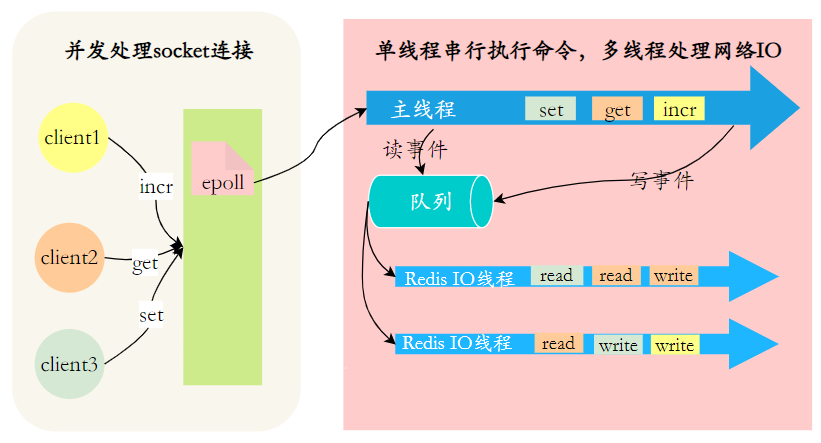 并发处理socket连接
client1
client2
client3
incr
get
set
epoll
单线程串行执行命令，多线程处理网络IO
主线程
set
get
incr
读事件
写事件
队列
Redis IO线程
read
read
write
Redis IO线程
read
write
write